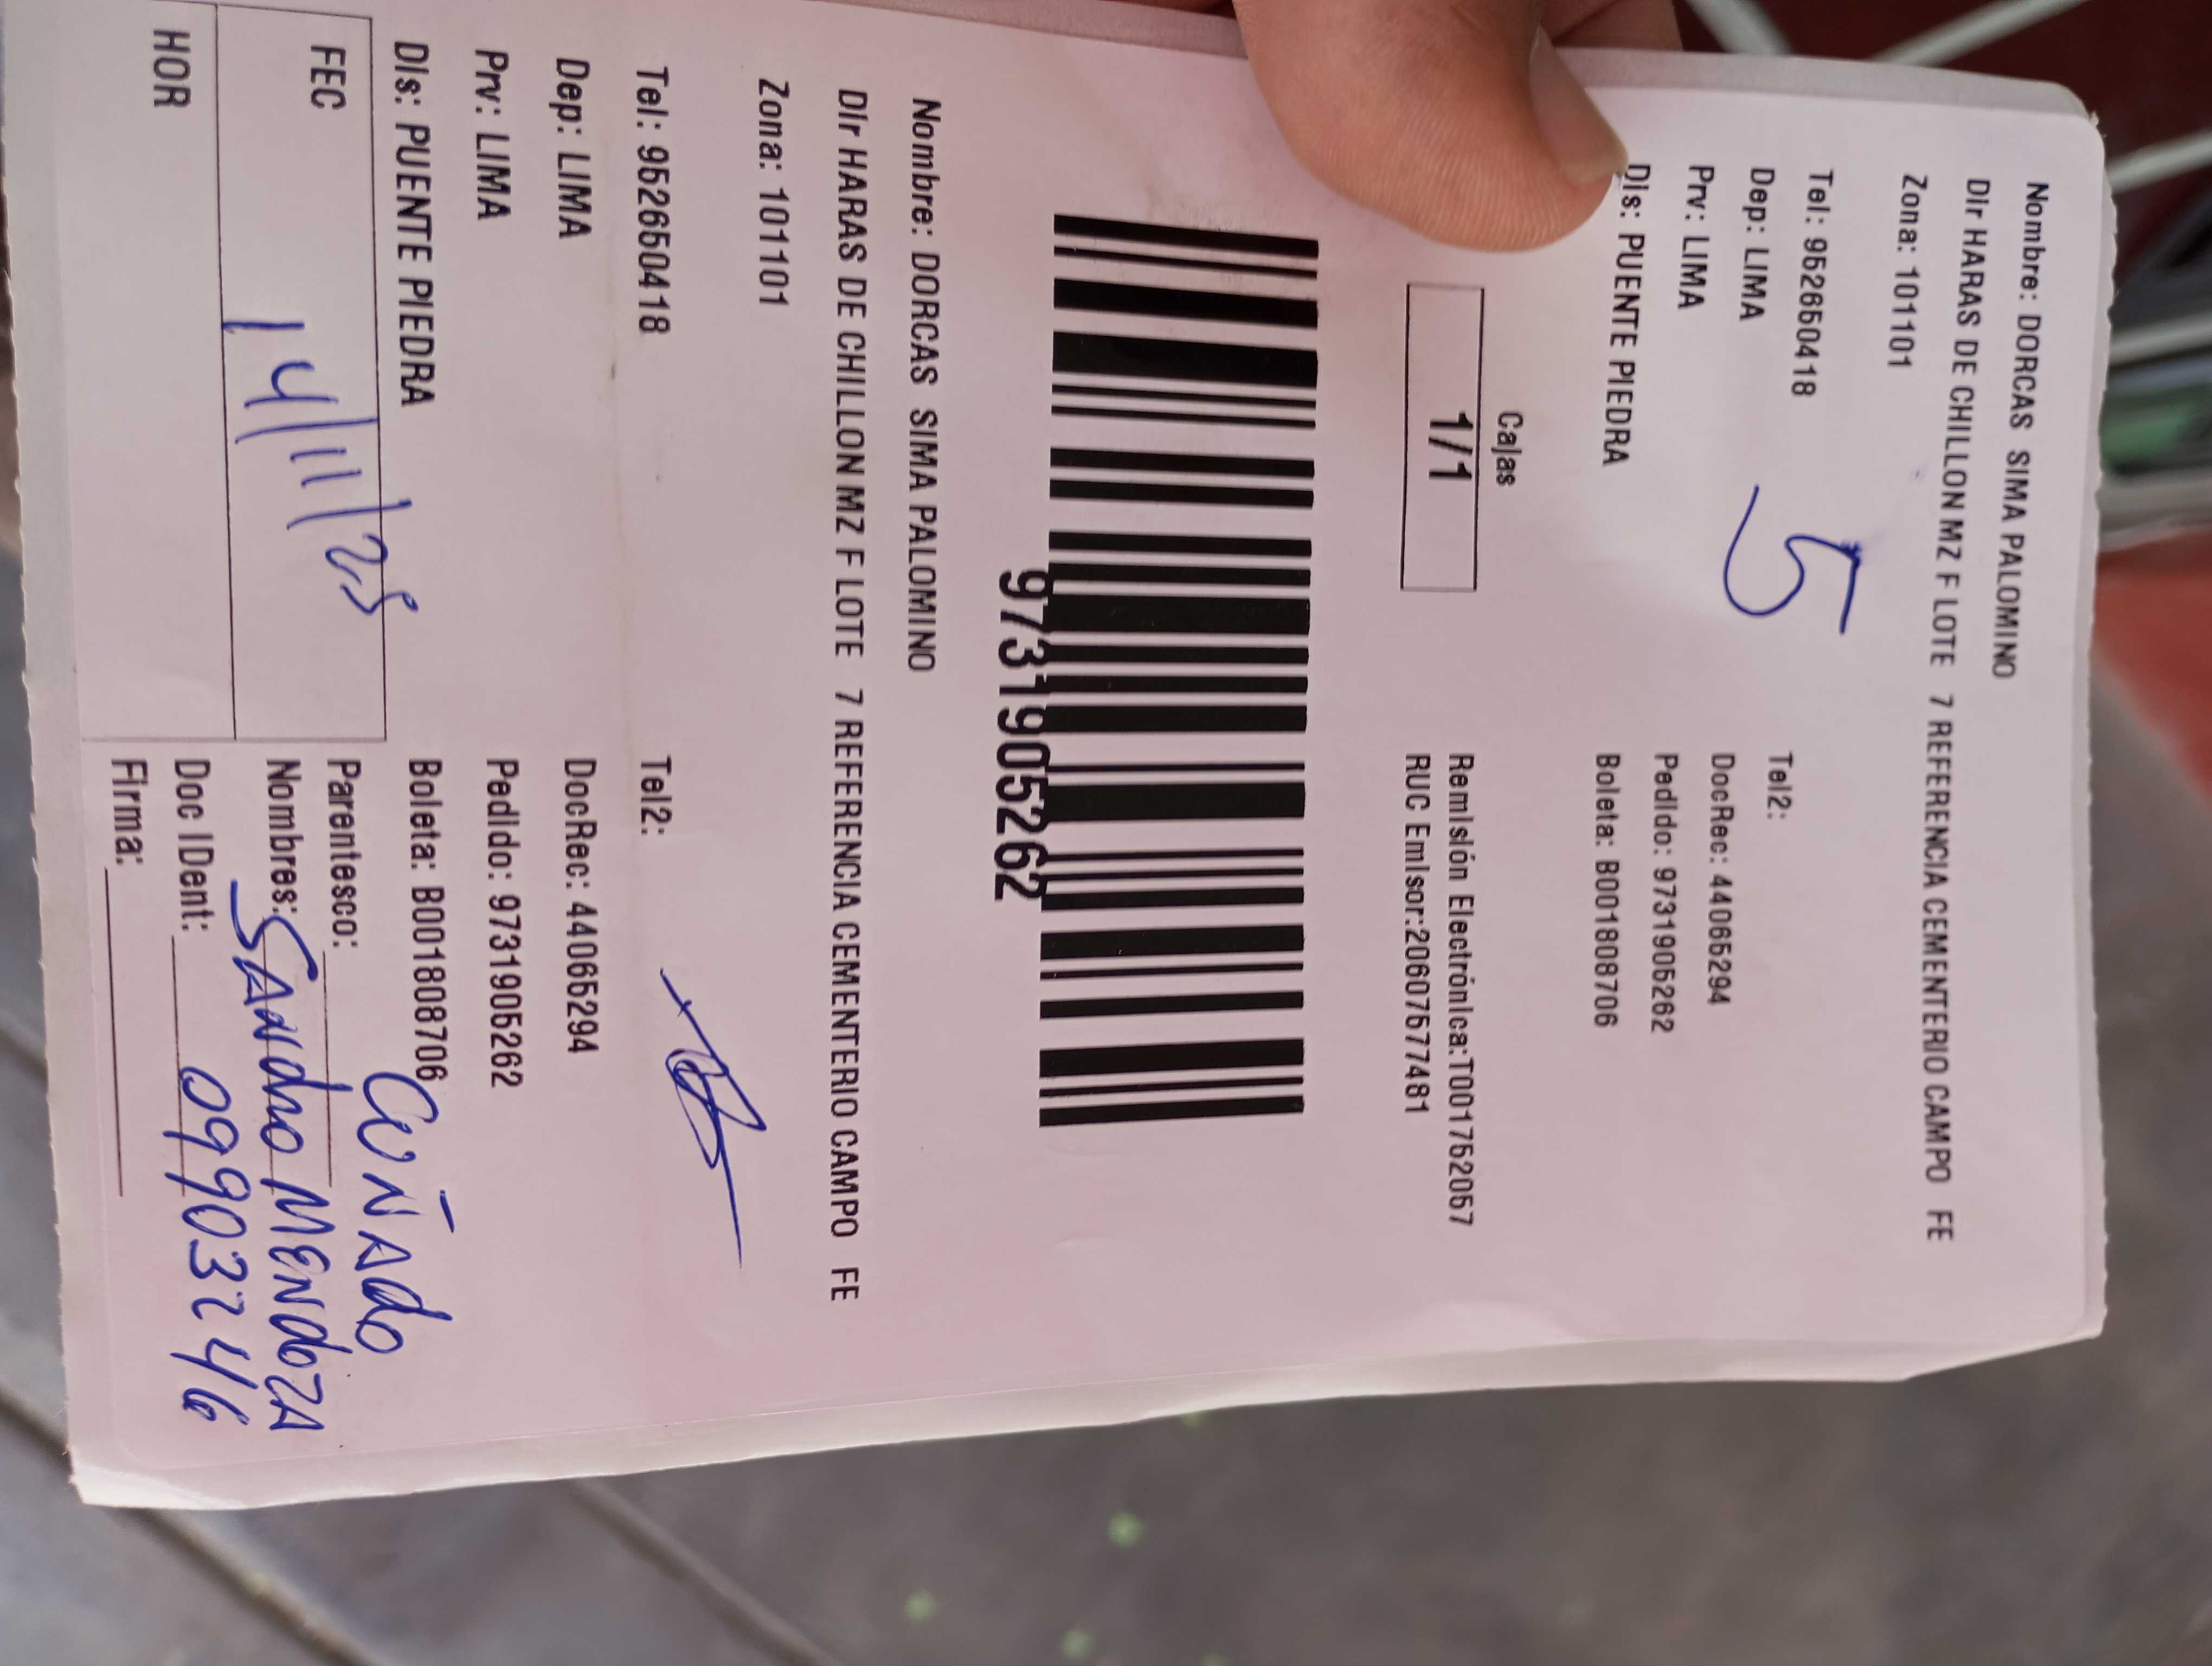 Nombre: DORCAS SIMA PALOMINO
Dir HARAS DE CHILLON MZ F LOTE 7 REFERENCIA CEMENTERIO CAMPO FE
Zona: 101101
Tel: 952650418 Tel2:
Dep: LIMA DocRec: 44065294
Prv: LIMA Pedido: 9731905262
Dis: PUENTE PIEDRA Boleta: B001808706
5
Cajas
1/1
Remisión Electrónica:T001752057
RUC Emisor:20607577481
9731905262
Nombre: DORCAS SIMA PALOMINO
Dir HARAS DE CHILLON MZ F LOTE 7 REFERENCIA CEMENTERIO CAMPO FE
Zona: 101101
Tel: 952650418 Tel2:
Dep: LIMA DocRec: 44065294
Prv: LIMA Pedido: 9731905262
Dis: PUENTE PIEDRA Boleta: B001808706
FEC 14/11/25
HOR
Parentesco: CUÑAdO
Nombres: SANdro MENdOZA
Doc IDent: 09903246
Firma: